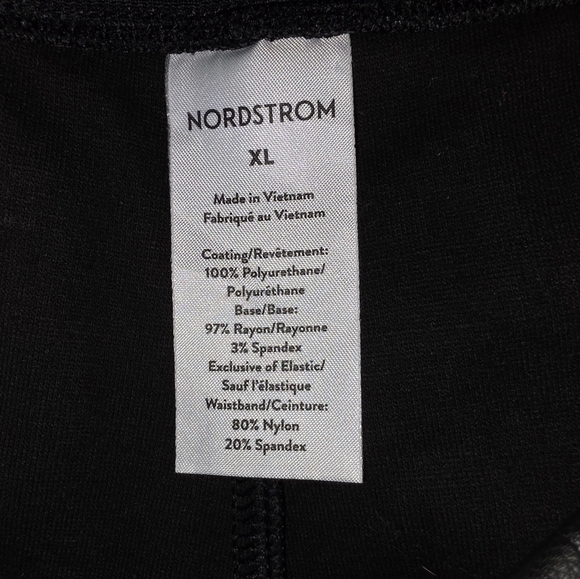 NORDSTROM
XL
Made in Vietnam
Fabriqué au Vietnam
Coating/Revêtement:
100% Polyurethane/
Polyuréthane
Base/Base:
97% Rayon/Rayonne
3% Spandex
Exclusive of Elastic/
Sauf l'élastique
Waistband/Ceinture:
80% Nylon
20% Spandex